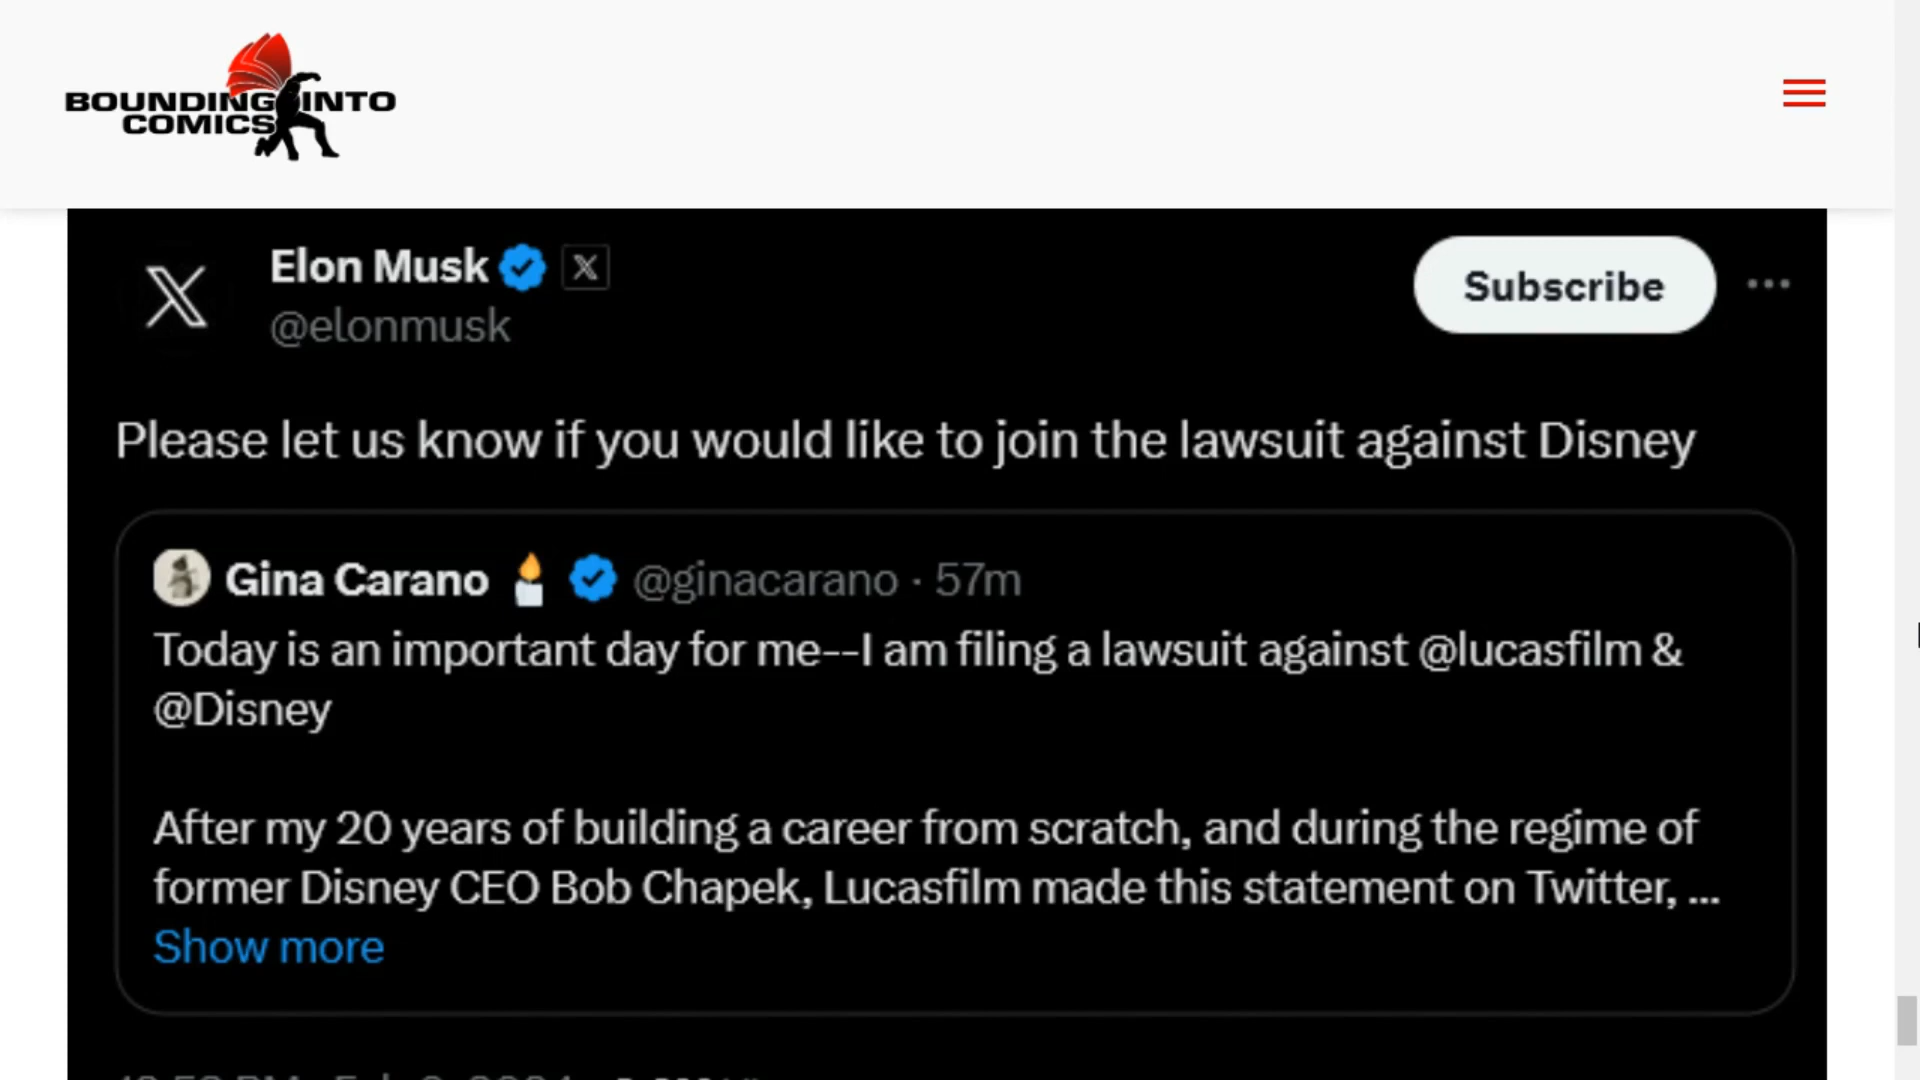 BOUNDING INTO
COMICS
Elon Musk
@elonmusk
Subscribe
Please let us know if you would like to join the lawsuit against Disney
Gina Carano @ginacarano · 57m
Today is an important day for me--I am filing a lawsuit against @lucasfilm &
@Disney
After my 20 years of building a career from scratch, and during the regime of
former Disney CEO Bob Chapek, Lucasfilm made this statement on Twitter, ...
Show more